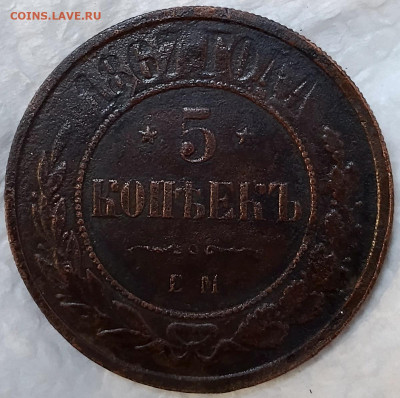 COINS.LAVE.RU
1867 ГОДА
5
КОПѢЕКЪ
Е М